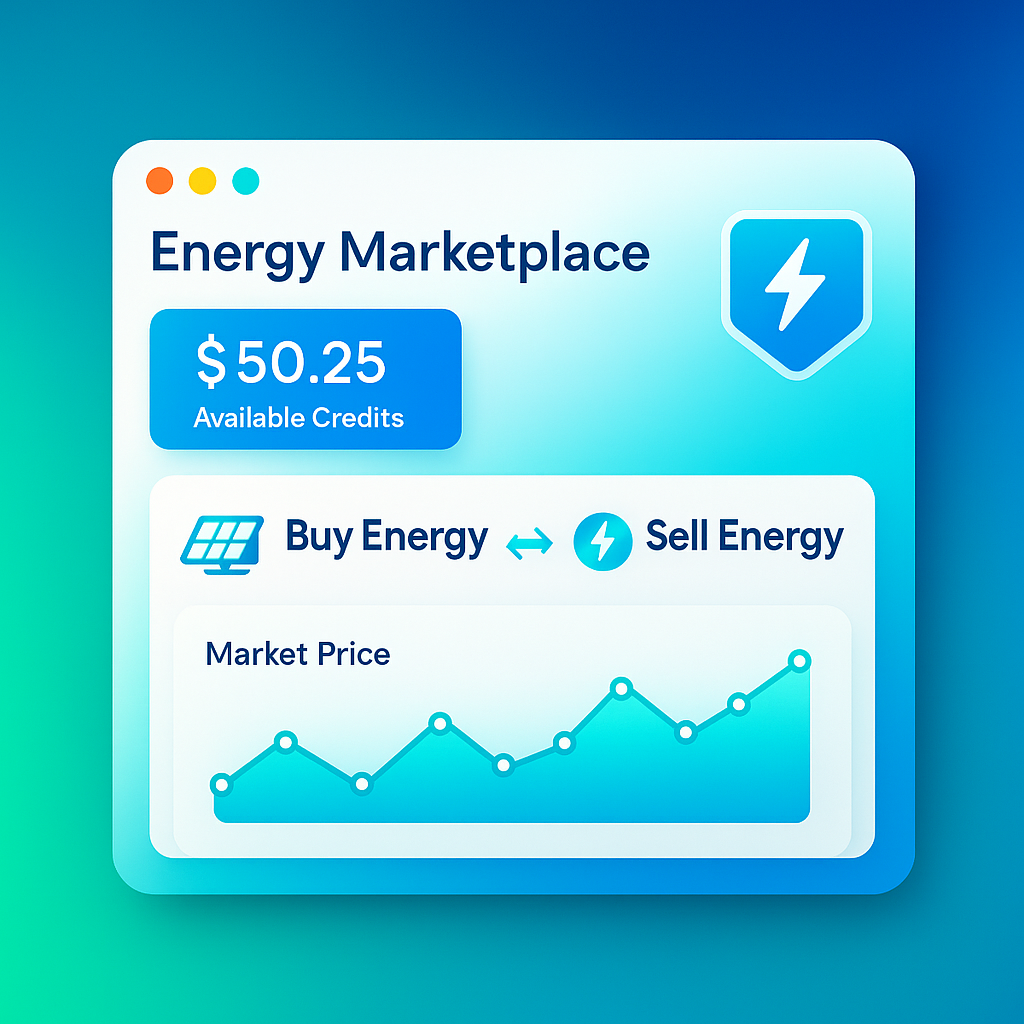 Energy Marketplace
$50.25
Available Credits
Buy Energy
Sell Energy
Market Price